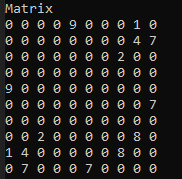 Matrix
0 0 0 0 9 0 0 0 1 0
0 0 0 0 0 0 0 0 4 7
0 0 0 0 0 0 0 2 0 0
0 0 0 0 0 0 0 0 0 0
9 0 0 0 0 0 0 0 0 0
0 0 0 0 0 0 0 0 0 7
0 0 0 0 0 0 0 0 0 0
0 0 2 0 0 0 0 0 8 0
1 4 0 0 0 0 0 8 0 0
0 7 0 0 0 7 0 0 0 0